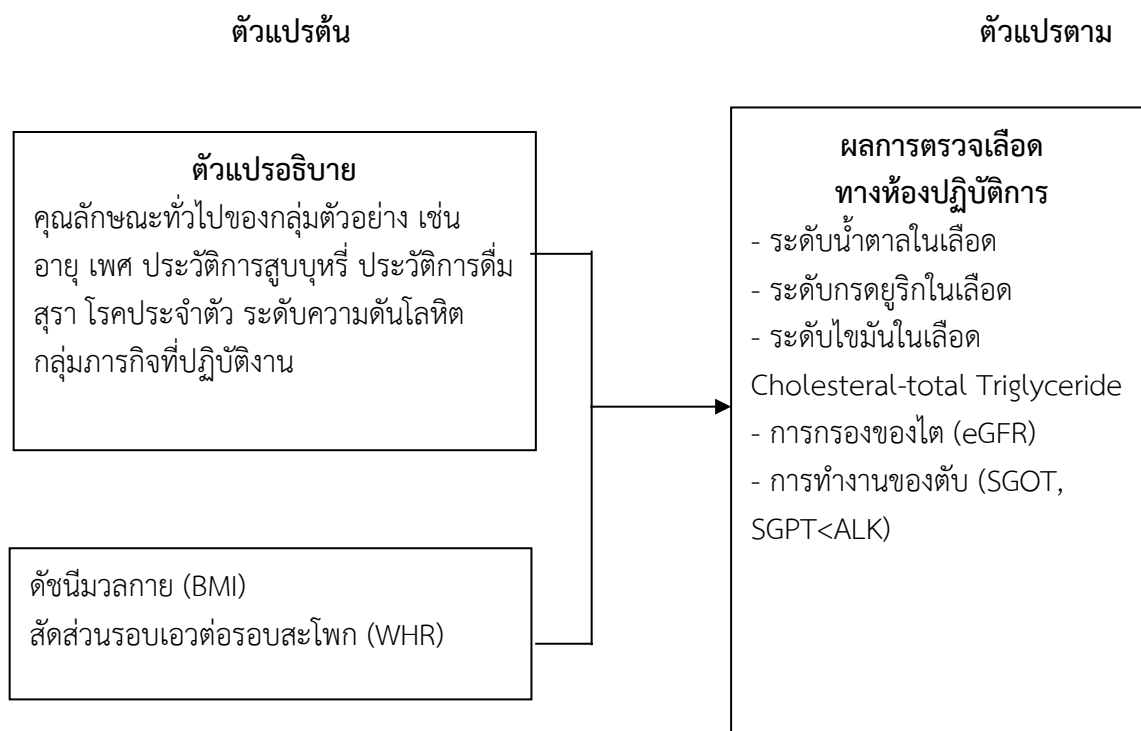 ตัวแปรต้น
ตัวแปรตาม
ตัวแปรอธิบาย
คุณลักษณะทั่วไปของกลุ่มตัวอย่าง เช่น
อายุ เพศ ประวัติการสูบบุหรี่ ประวัติการดื่ม
สุรา โรคประจำตัว ระดับความดันโลหิต
กลุ่มภารกิจที่ปฏิบัติงาน
ดัชนีมวลกาย (BMI)
สัดส่วนรอบเอวต่อรอบสะโพก (WHR)
ผลการตรวจเลือด
ทางห้องปฏิบัติการ
- ระดับน้ำตาลในเลือด
- ระดับกรดยูริกในเลือด
- ระดับไขมันในเลือด
Cholesteral-total Triglyceride
- การกรองของไต (eGFR)
- การทำงานของตับ (SGOT,
SGPT<ALK)